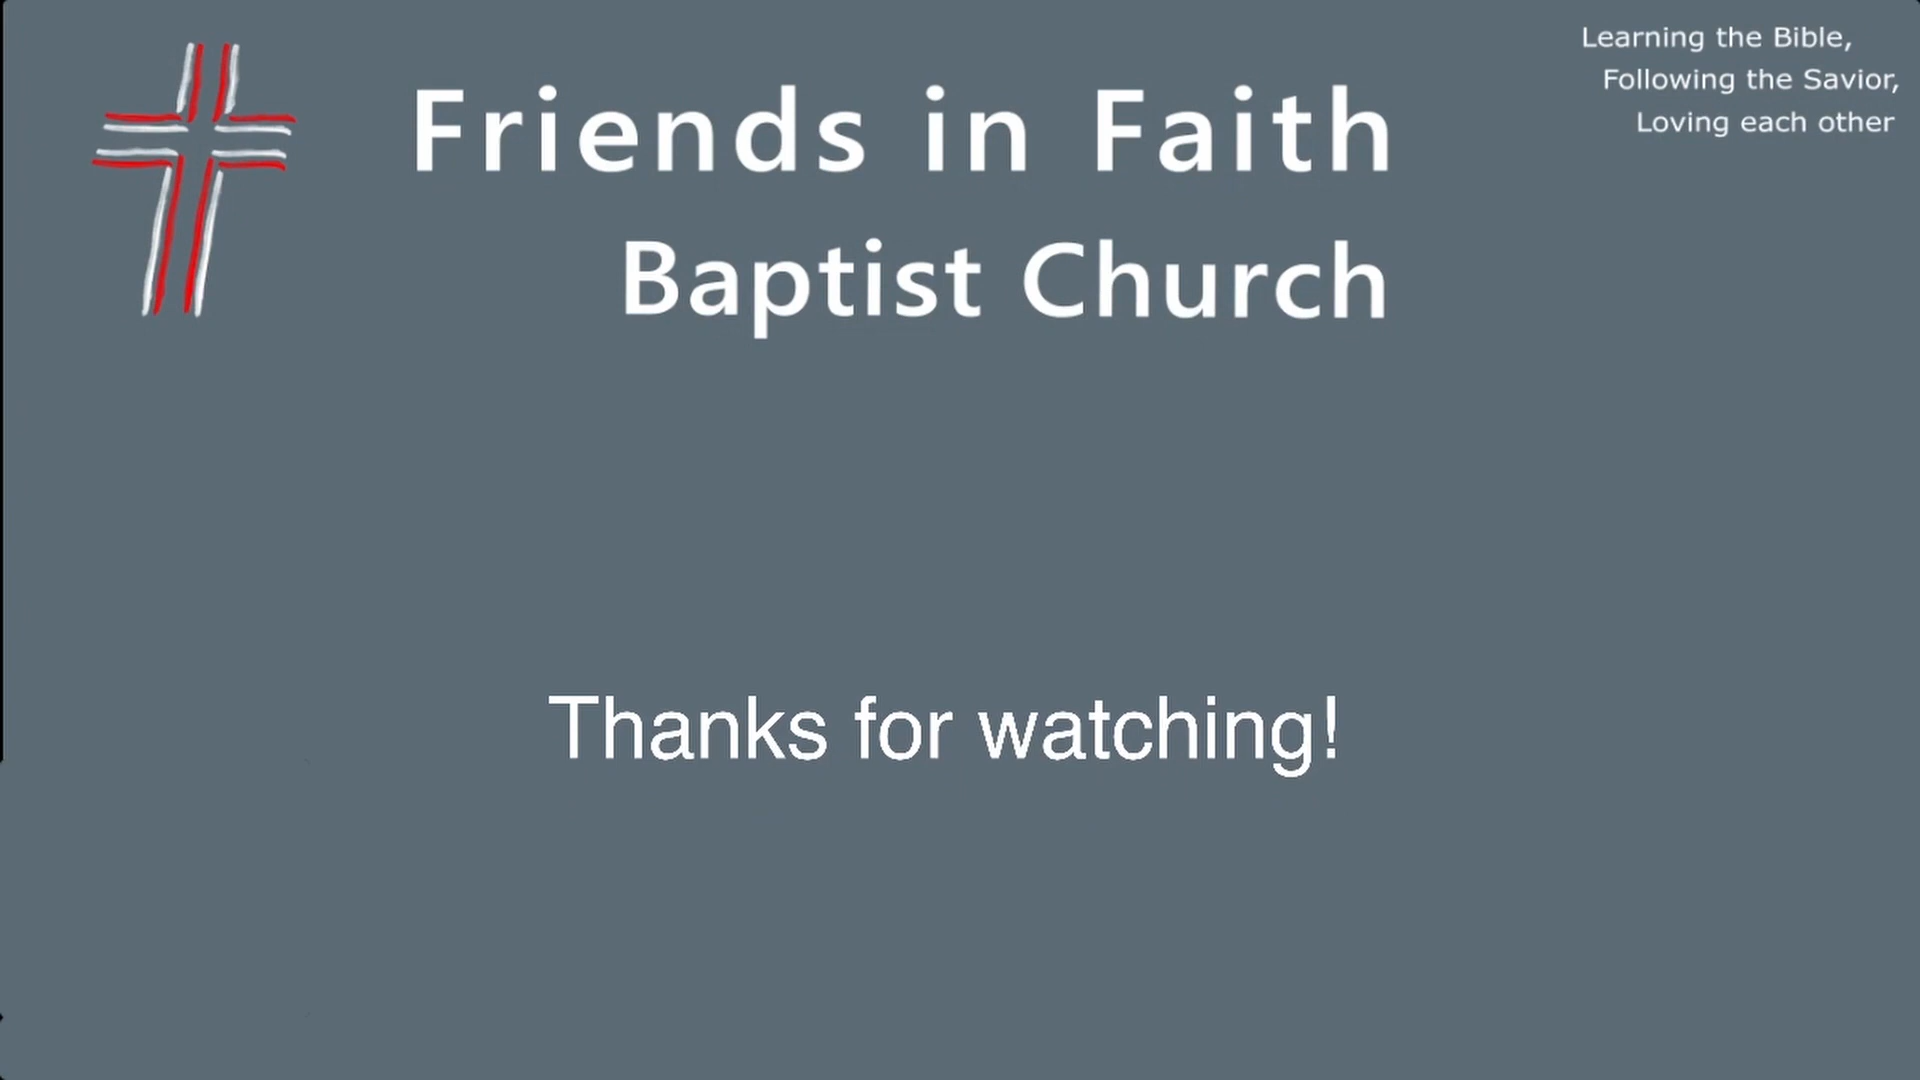 Friends in Faith
Baptist Church
Learning the Bible,
Following the Savior,
Loving each other
Thanks for watching!